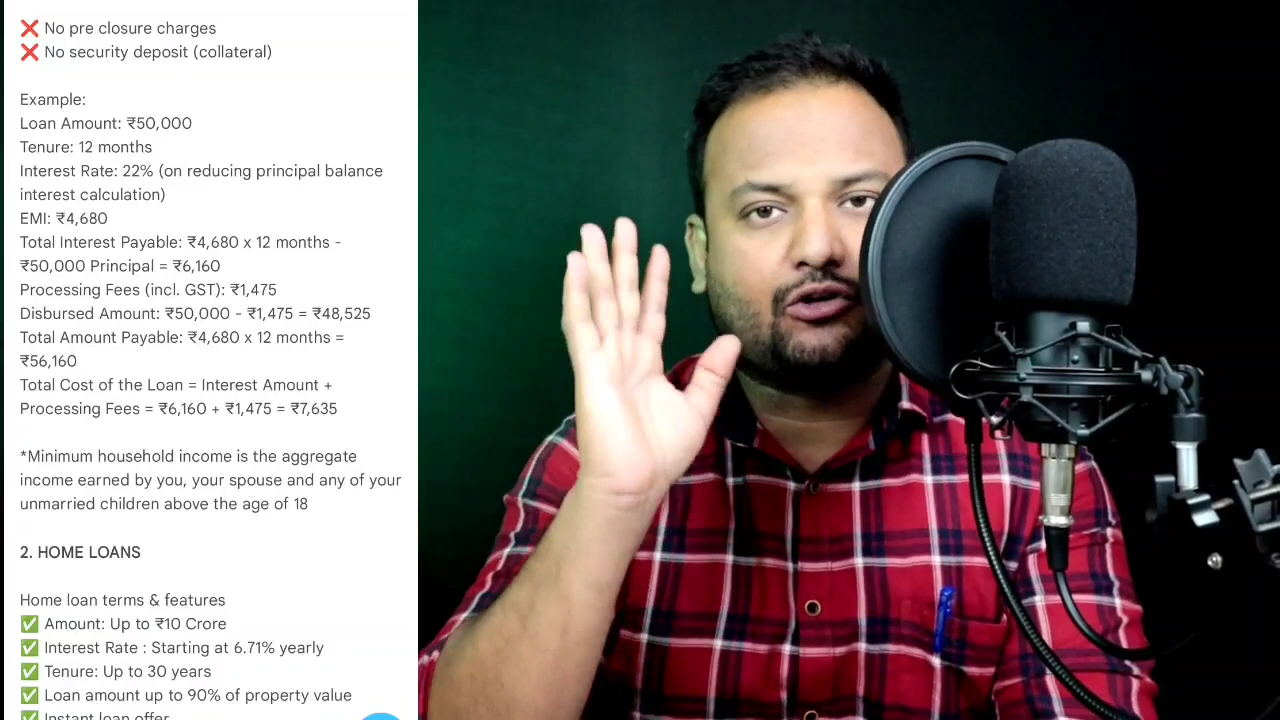 ❌ No pre closure charges
❌ No security deposit (collateral)
Example:
Loan Amount: ₹50,000
Tenure: 12 months
Interest Rate: 22% (on reducing principal balance
interest calculation)
EMI: ₹4,680
Total Interest Payable: ₹4,680 x 12 months -
₹50,000 Principal = ₹6,160
Processing Fees (incl. GST): ₹1,475
Disbursed Amount: ₹50,000 - ₹1,475 = ₹48,525
Total Amount Payable: ₹4,680 x 12 months =
₹56,160
Total Cost of the Loan = Interest Amount +
Processing Fees = ₹6,160 + ₹1,475 = ₹7,635
*Minimum household income is the aggregate
income earned by you, your spouse and any of your
unmarried children above the age of 18
2. HOME LOANS
Home loan terms & features
✅ Amount: Up to ₹10 Crore
✅ Interest Rate : Starting at 6.71% yearly
✅ Tenure: Up to 30 years
✅ Loan amount up to 90% of property value
✅ Instant loan offer